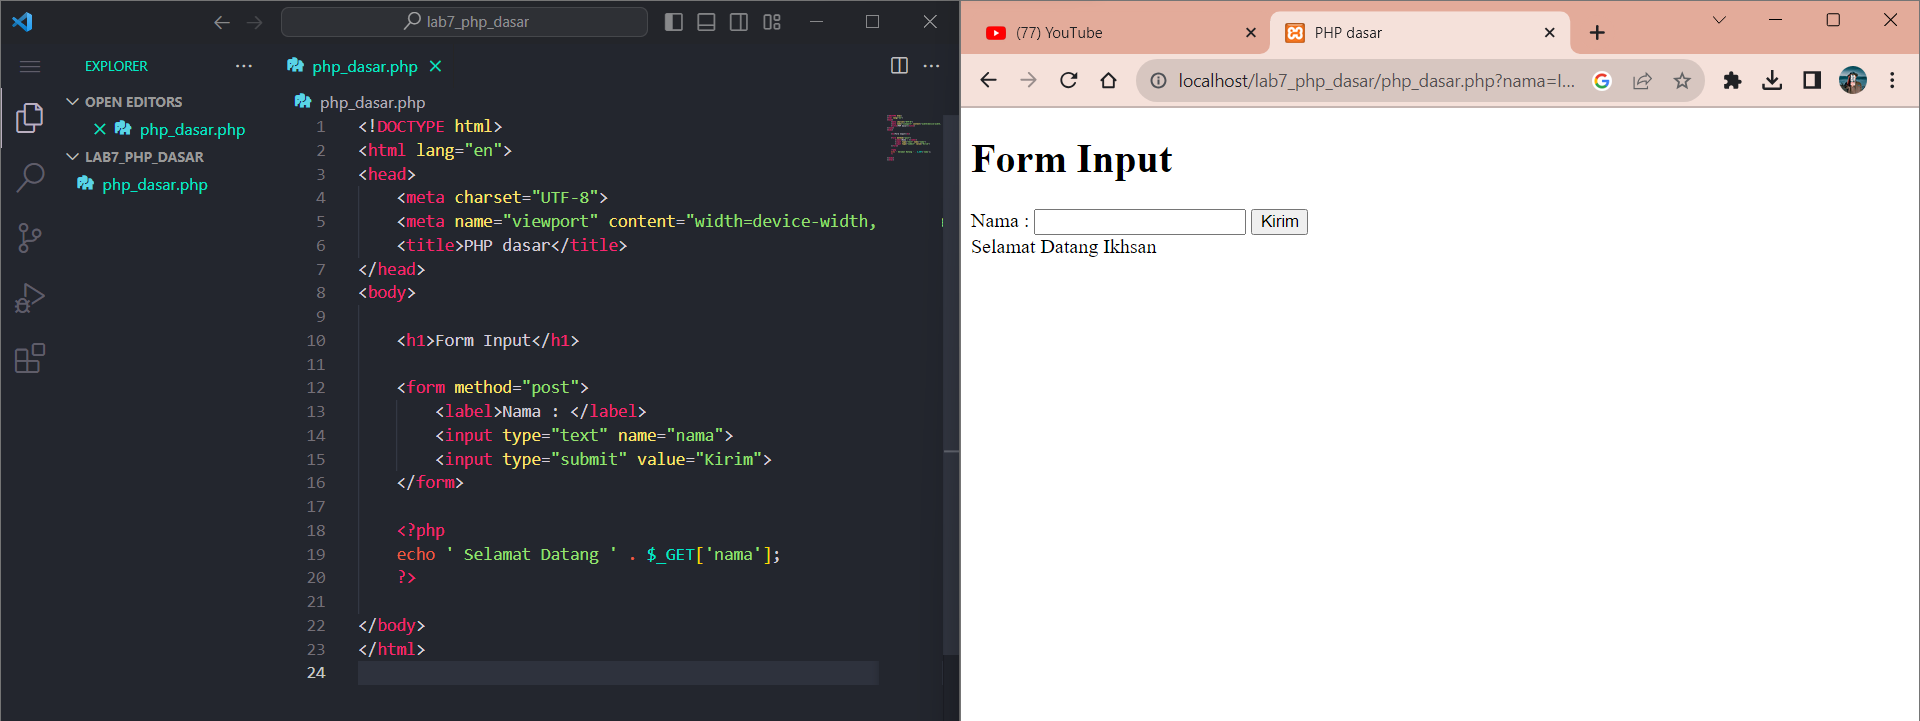 lab7_php_dasar
EXPLORER
OPEN EDITORS
php_dasar.php
LAB7_PHP_DASAR
php_dasar.php
php_dasar.php
php_dasar.php
1 <!DOCTYPE html>
2 <html lang="en">
3 <head>
4 <meta charset="UTF-8">
5 <meta name="viewport" content="width=device-width,
6 <title>PHP dasar</title>
7 </head>
8 <body>
9
10 <h1>Form Input</h1>
11
12 <form method="post">
13 <label>Nama : </label>
14 <input type="text" name="nama">
15 <input type="submit" value="Kirim">
16 </form>
17
18 <?php
19 echo ' Selamat Datang ' . $_GET['nama'];
20 ?>
21
22 </body>
23 </html>
24
(77) YouTube
PHP dasar
localhost/lab7_php_dasar/php_dasar.php?nama=I...
Form Input
Nama : Kirim
Selamat Datang Ikhsan